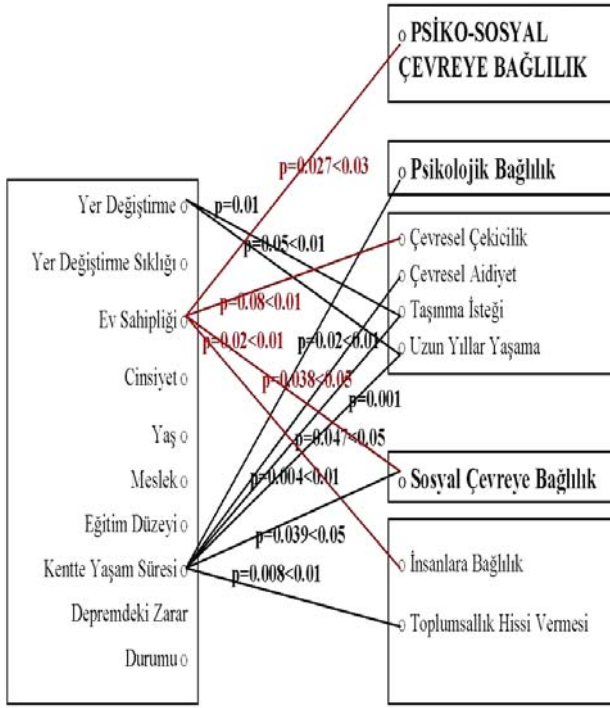 PSİKO-SOSYAL
ÇEVREYE BAĞLILIK
p=0.027<0.03
Psikolojik Bağlılık
Yer Değiştirme
p=0.01
p=0.05<0.01
Çevresel Çekicilik
Yer Değiştirme Sıklığı
Çevresel Aidiyet
p=0.08<0.01
Taşınma İsteği
Ev Sahipliği
p=0.02<0.01
p=0.02<0.01
Uzun Yıllar Yaşama
Cinsiyet
p=0.038<0.05
p=0.001
Yaş
p=0.047<0.05
Meslek
p=0.004<0.01
Sosyal Çevreye Bağlılık
Eğitim Düzeyi
p=0.039<0.05
Kentte Yaşam Süresi
p=0.008<0.01
İnsanlara Bağlılık
Depremdeki Zarar
Durumu
Toplumsallık Hissi Vermesi